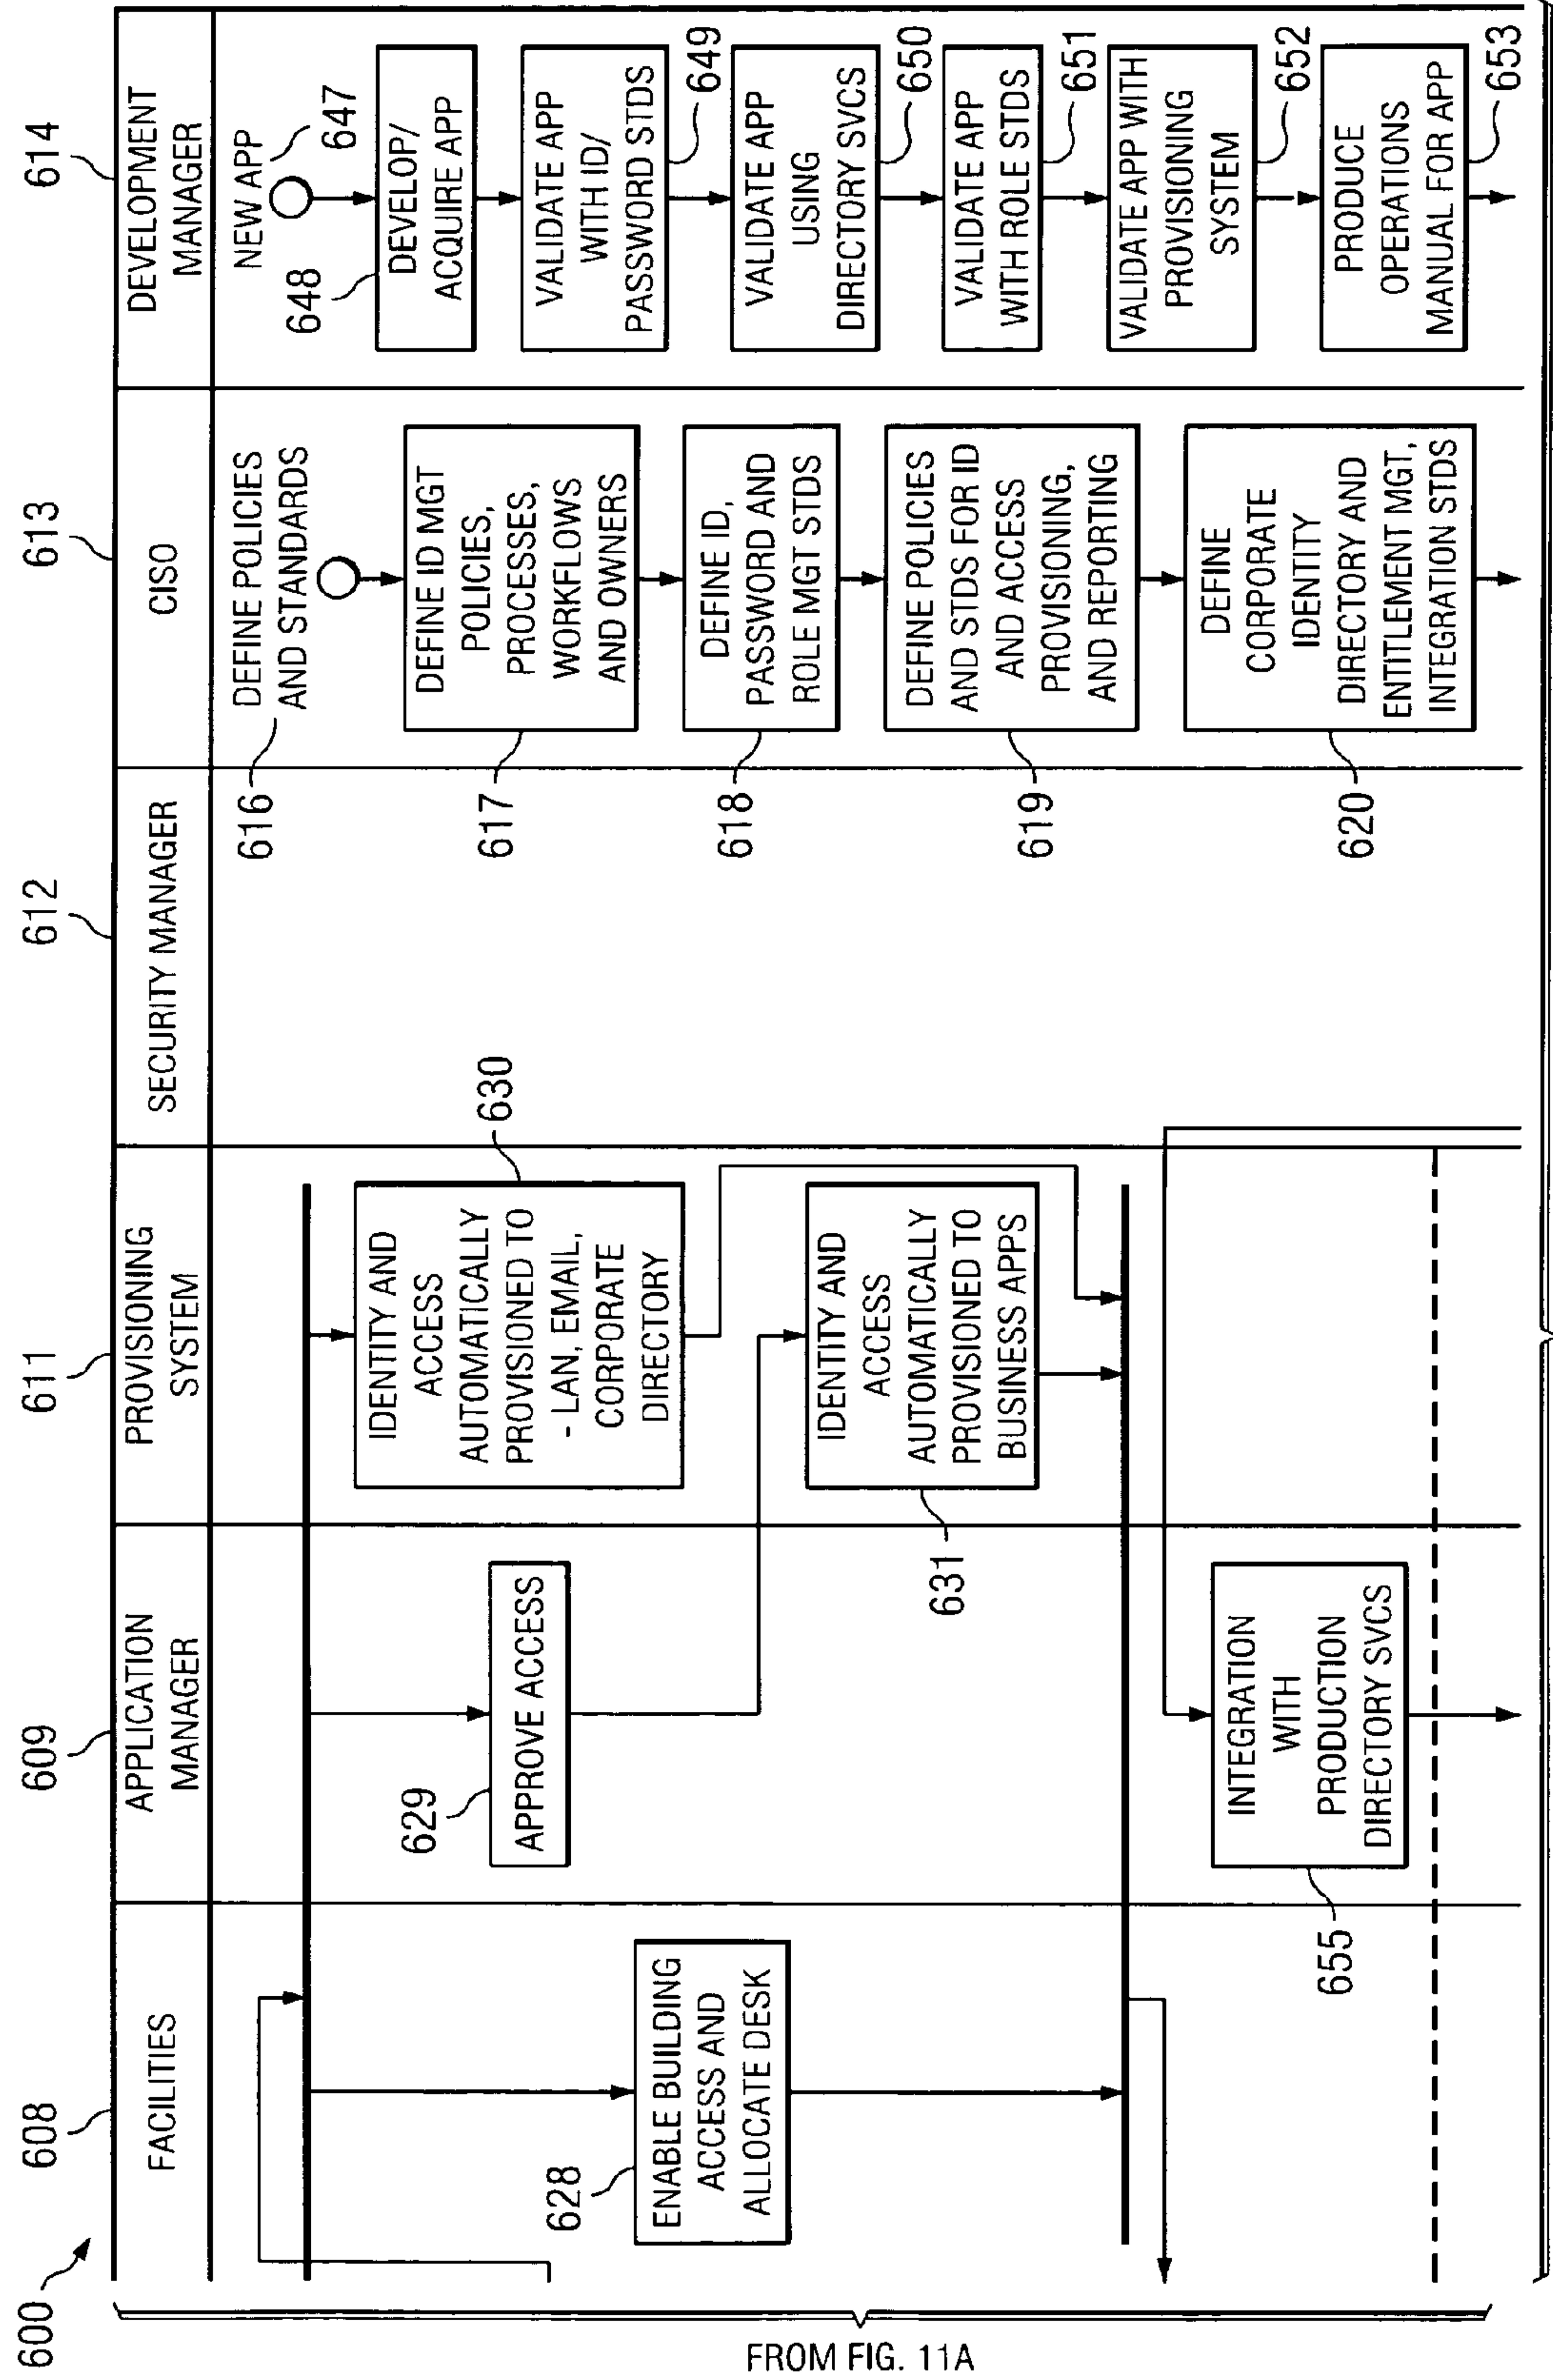 600
608
609
611
612
613
614
FACILITIES
APPLICATION
MANAGER
PROVISIONING
SYSTEM
SECURITY MANAGER
CISO
DEVELOPMENT
MANAGER
628
ENABLE BUILDING
ACCESS AND
ALLOCATE DESK
629
APPROVE ACCESS
655
INTEGRATION
WITH
PRODUCTION
DIRECTORY SVCS
630
IDENTITY AND
ACCESS
AUTOMATICALLY
PROVISIONED TO
- LAN, EMAIL,
CORPORATE
DIRECTORY
631
IDENTITY AND
ACCESS
AUTOMATICALLY
PROVISIONED TO
BUSINESS APPS
616
DEFINE POLICIES
AND STANDARDS
617
DEFINE ID MGT
POLICIES,
PROCESSES,
WORKFLOWS
AND OWNERS
618
DEFINE ID,
PASSWORD AND
ROLE MGT STDS
619
DEFINE POLICIES
AND STDS FOR ID
AND ACCESS
PROVISIONING,
AND REPORTING
620
DEFINE
CORPORATE
IDENTITY
DIRECTORY AND
ENTITLEMENT MGT,
INTEGRATION STDS
NEW APP
647
648
DEVELOP/
ACQUIRE APP
VALIDATE APP
WITH ID/
PASSWORD STDS
649
VALIDATE APP
USING
DIRECTORY SVCS
650
VALIDATE APP
WITH ROLE STDS
651
VALIDATE APP WITH
PROVISIONING
SYSTEM
652
PRODUCE
OPERATIONS
MANUAL FOR APP
653
FROM FIG. 11A